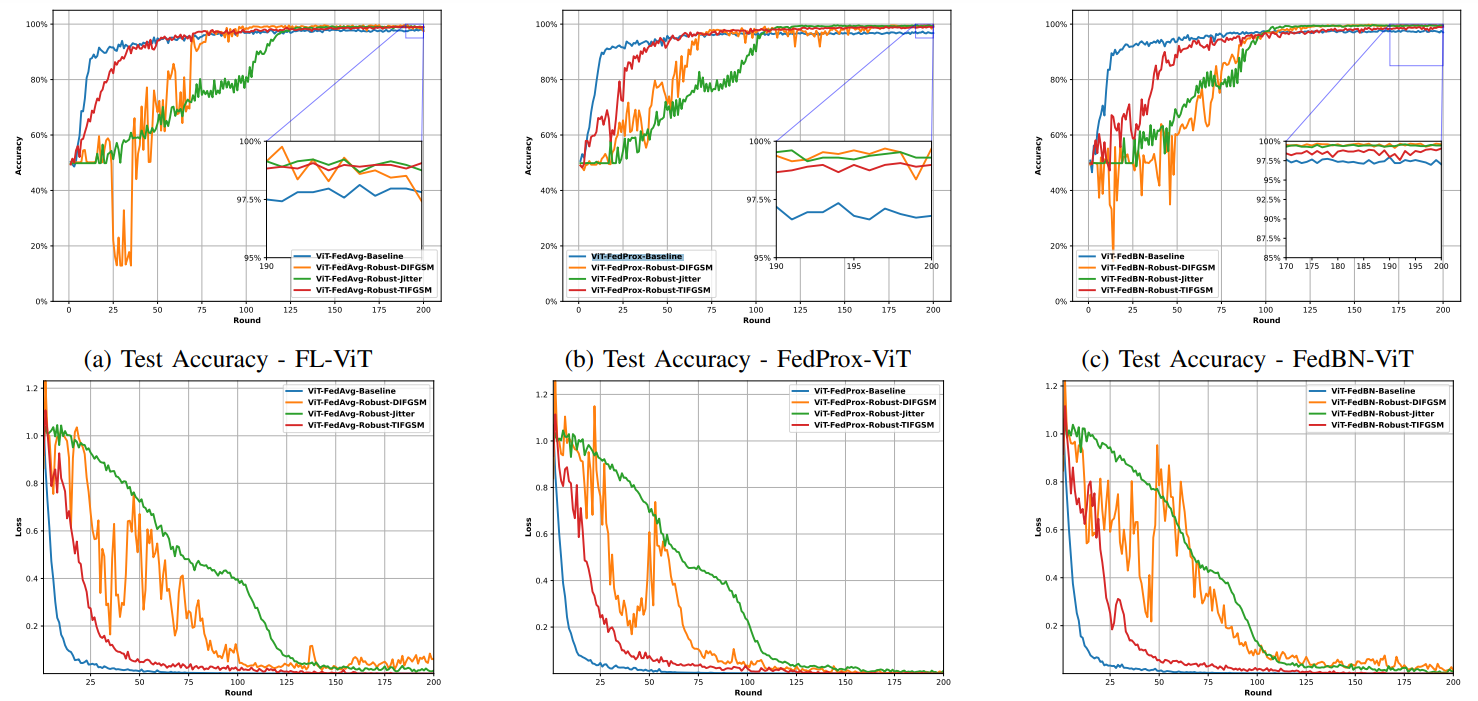 100%
80%
60%
40%
20%
0%
Accuracy
100%
97.5%
95%
190
ViT-FedAvg-Baseline
ViT-FedAvg-Robust-DIFGSM
ViT-FedAvg-Robust-Jitter
ViT-FedAvg-Robust-TIFGSM
0 25 50 75 100 125 150 175 200
Round
(a) Test Accuracy - FL-ViT
100%
80%
60%
40%
20%
0%
Accuracy
100%
97.5%
95%
190 195 200
ViT-FedProx-Baseline
ViT-FedProx-Robust-DIFGSM
ViT-FedProx-Robust-Jitter
ViT-FedProx-Robust-TIFGSM
0 25 50 75 100 125 150 175 200
Round
(b) Test Accuracy - FedProx-ViT
100%
80%
60%
40%
20%
0%
Accuracy
100%
97.5%
95%
92.5%
90%
87.5%
85%
170 175 180 185 190 195 200
ViT-FedBN-Baseline
ViT-FedBN-Robust-DIFGSM
ViT-FedBN-Robust-Jitter
ViT-FedBN-Robust-TIFGSM
0 25 50 75 100 125 150 175 200
Round
(c) Test Accuracy - FedBN-ViT
1.2
1.0
0.8
0.6
0.4
0.2
Loss
ViT-FedAvg-Baseline
ViT-FedAvg-Robust-DIFGSM
ViT-FedAvg-Robust-Jitter
ViT-FedAvg-Robust-TIFGSM
25 50 75 100 125 150 175 200
Round
1.2
1.0
0.8
0.6
0.4
0.2
Loss
ViT-FedProx-Baseline
ViT-FedProx-Robust-DIFGSM
ViT-FedProx-Robust-Jitter
ViT-FedProx-Robust-TIFGSM
25 50 75 100 125 150 175 200
Round
1.2
1.0
0.8
0.6
0.4
0.2
Loss
ViT-FedBN-Baseline
ViT-FedBN-Robust-DIFGSM
ViT-FedBN-Robust-Jitter
ViT-FedBN-Robust-TIFGSM
25 50 75 100 125 150 175 200
Round